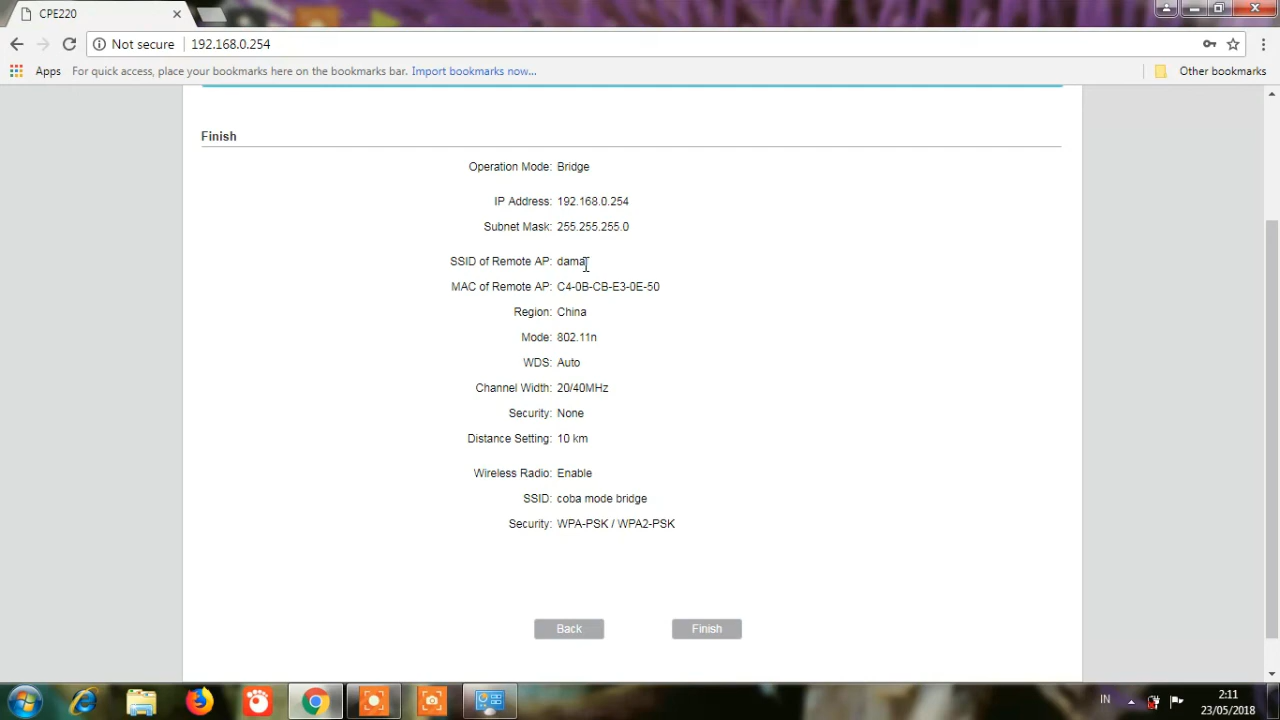 CPE220
Not secure
192.168.0.254
Apps
For quick access, place your bookmarks here on the bookmarks bar. Import bookmarks now...
Other bookmarks
Finish
Operation Mode: Bridge
IP Address: 192.168.0.254
Subnet Mask: 255.255.255.0
SSID of Remote AP: dama
MAC of Remote AP: C4-0B-CB-E3-0E-50
Region: China
Mode: 802.11n
WDS: Auto
Channel Width: 20/40MHz
Security: None
Distance Setting: 10 km
Wireless Radio: Enable
SSID: coba mode bridge
Security: WPA-PSK / WPA2-PSK
Back
Finish
IN
2:11
23/05/2018